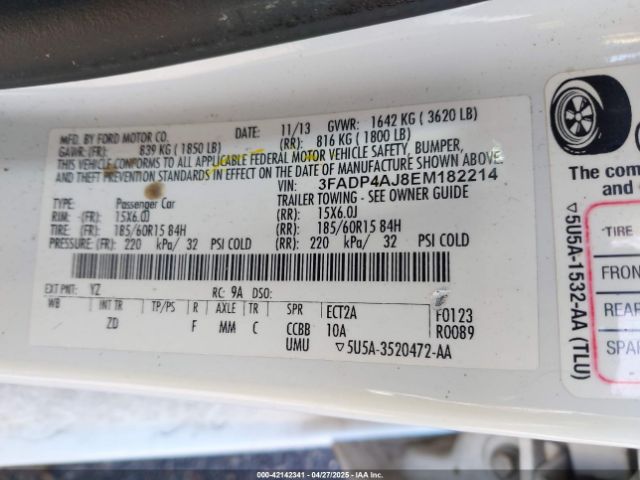 MFD. BY FORD MOTOR CO.
DATE: 11/13 GVWR: 1642 KG ( 3620 LB)
GAWR: (FR): 839 KG ( 1850 LB) (RR): 816 KG ( 1800 LB)
THIS VEHICLE CONFORMS TO ALL APPLICABLE FEDERAL MOTOR VEHICLE SAFETY, BUMPER,
AND THEFT PREVENTION STANDARDS IN EFFECT ON THE DATE OF MANUFACTURE SHOWN ABOVE.
VIN: 3FADP4AJ8EM182214
TYPE: Passenger Car TRAILER TOWING - SEE OWNER GUIDE
RIM: (FR): 15X6.0J (RR): 15X6.0J
TIRE: (FR): 185/60R15 84H (RR): 185/60R15 84H
PRESSURE: (FR): 220 kPa/ 32 PSI COLD (RR): 220 kPa/ 32 PSI COLD
EXT PNT: YZ RC: 9A DSO:
WB INT TR TP/PS R AXLE TR SPR ECT2A F0123
ZD F MM C CCBB 10A R0089
UMU ▽5U5A-3520472-AA
The com
▽5U5A-1532-AA (TLU)
TIRE
FRON
REAR
SPAR
IAA 42142341 04/27/2025 IAAI.COM